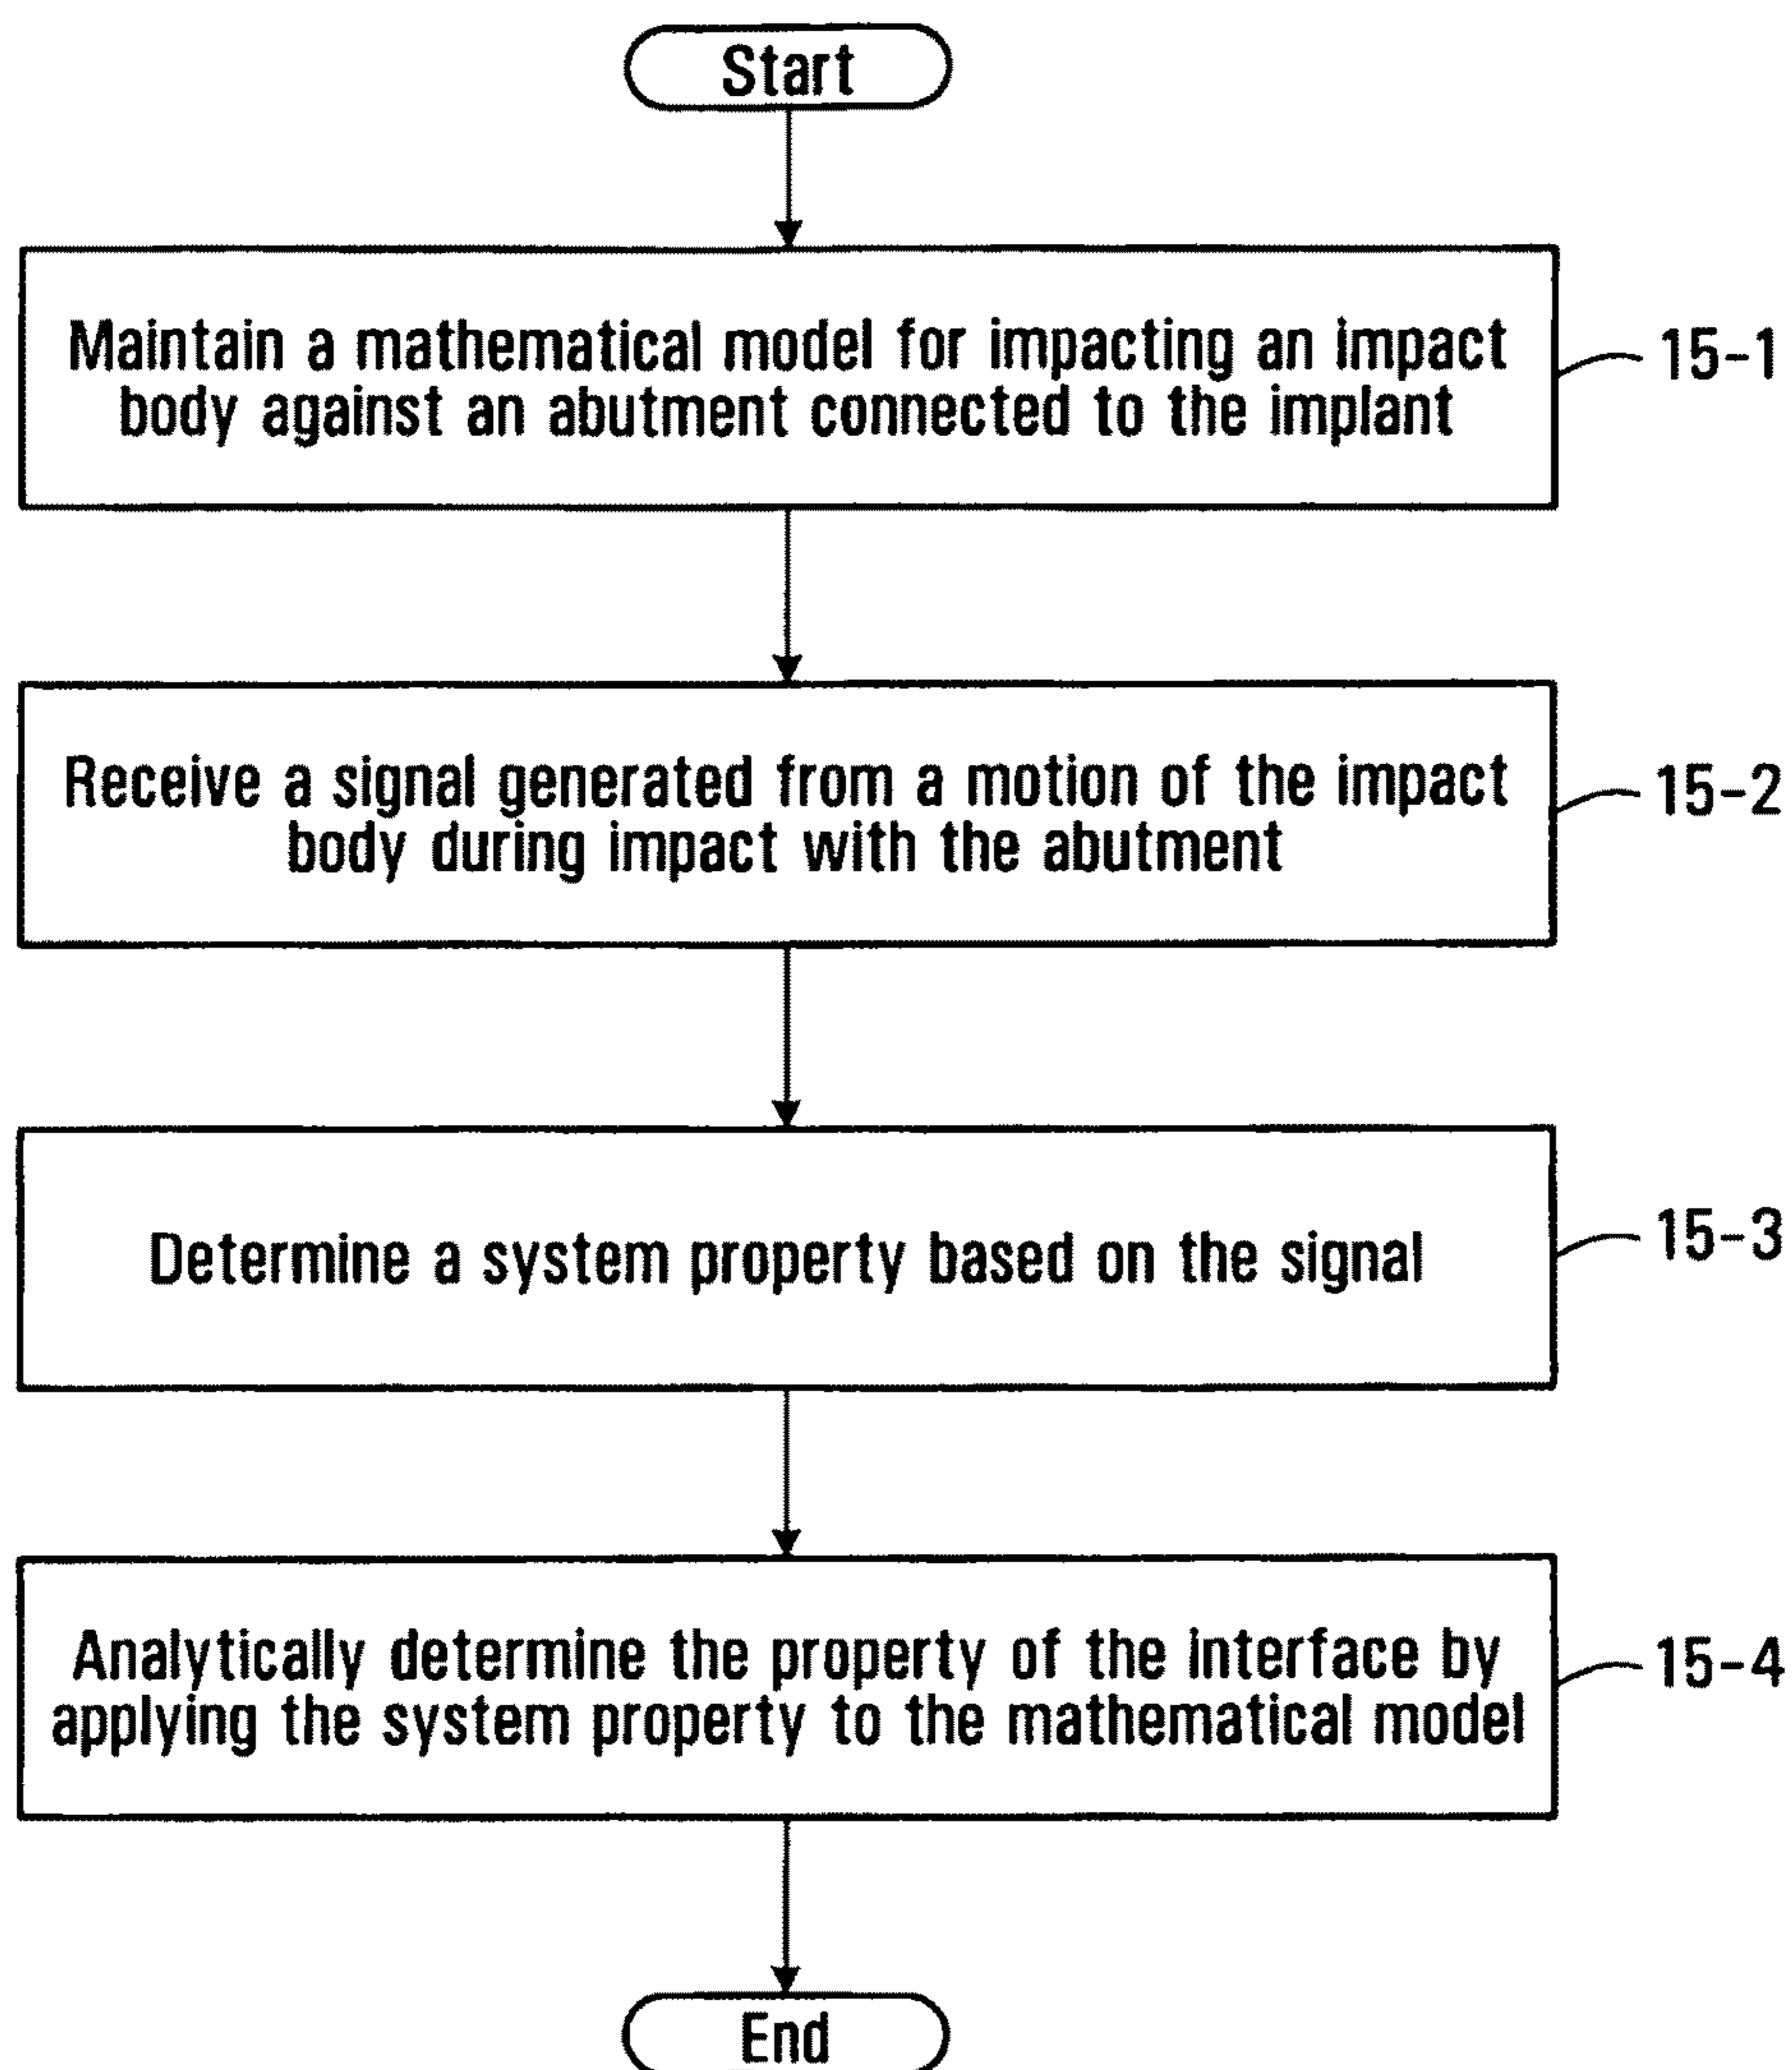 Start
Maintain a mathematical model for impacting an impact
body against an abutment connected to the implant
15-1
Receive a signal generated from a motion of the impact
body during impact with the abutment
15-2
Determine a system property based on the signal
15-3
Analytically determine the property of the interface by
applying the system property to the mathematical model
15-4
End